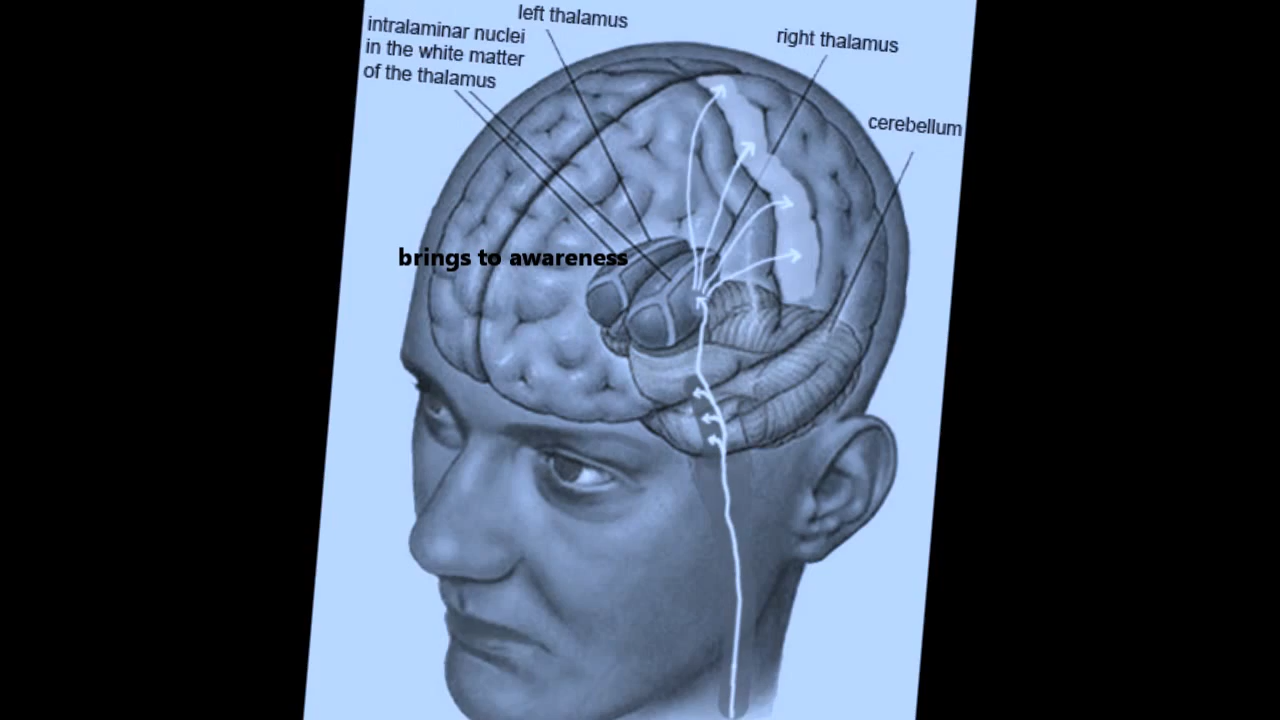 left thalamus
intralaminar nuclei
in the white matter
of the thalamus
right thalamus
cerebellum
brings to awareness